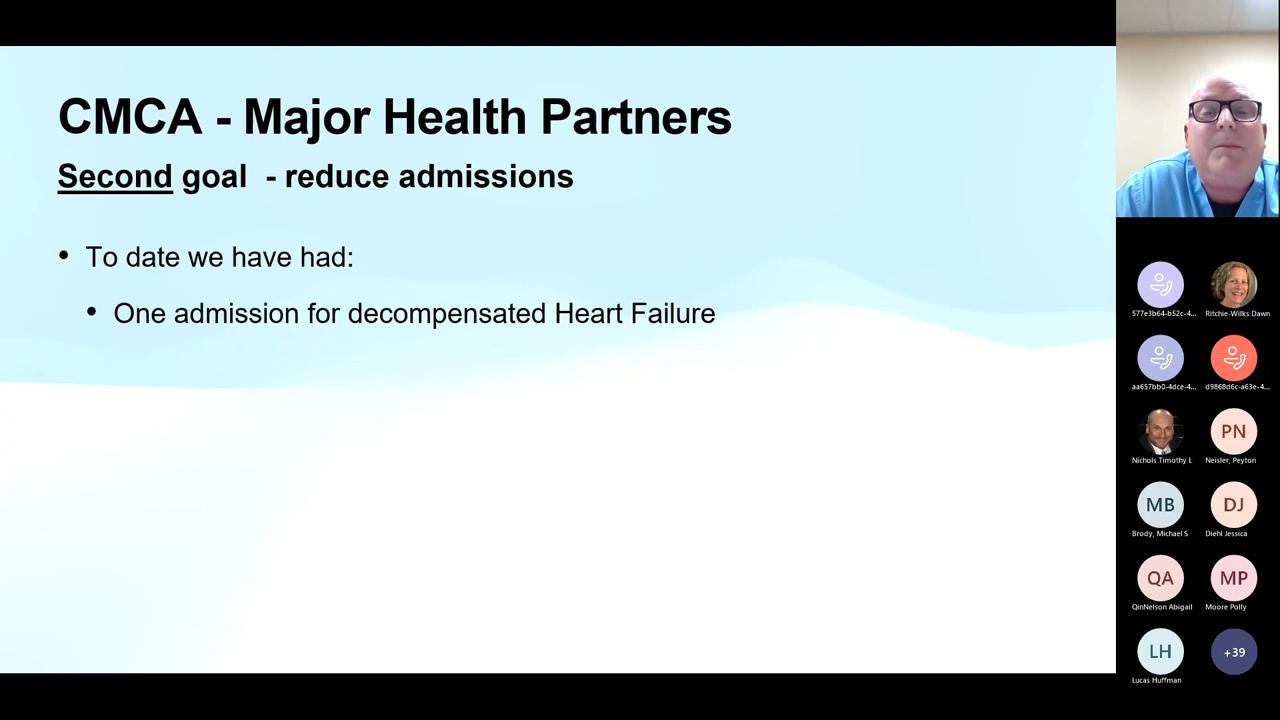 CMCA - Major Health Partners
Second goal - reduce admissions
• To date we have had:
• One admission for decompensated Heart Failure
577e3b64-b52c-4...
Ritchie-Wilks Dawn
aa657bb0-4dce-4...
d9868d6c-a63e-4...
Nichols Timothy L
PN
Neisler, Peyton
MB
Brody, Michael S
DJ
Diehl Jessica
QA
QinNelson Abigail
MP
Moore Polly
LH
Lucas Huffman
+39